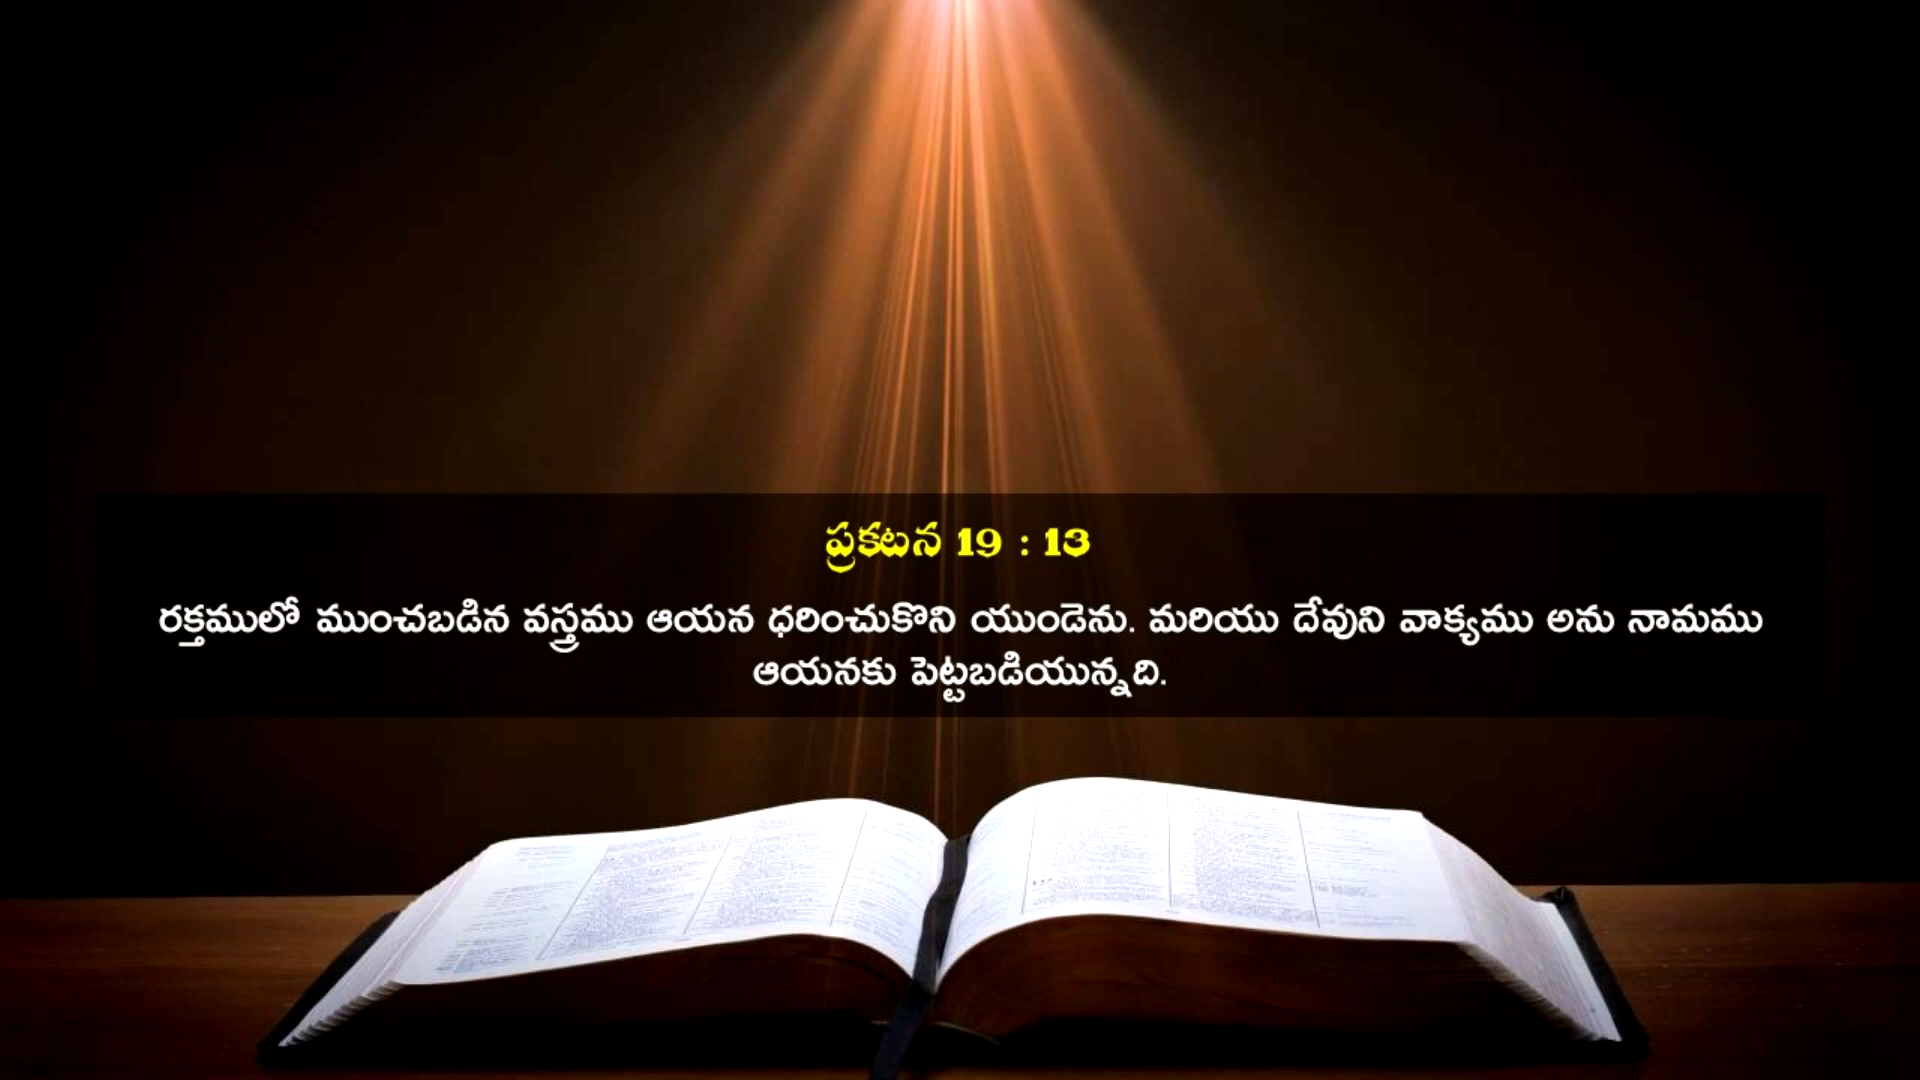 ప్రకటన 19 : 13
రక్తములో ముంచబడిన వస్త్రము ఆయన ధరించుకొని యుండెను. మరియు దేవుని వాక్యము అను నామము
ఆయనకు పెట్టబడియున్నది.